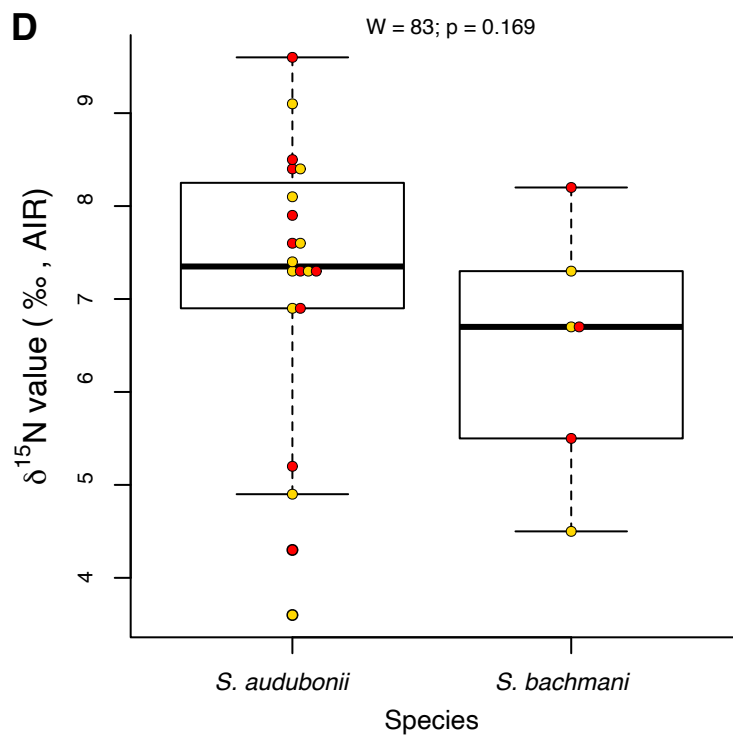 D
W = 83; p = 0.169
δ¹⁵N value ( ‰ , AIR)
9
8
7
6
5
4
S. audubonii
S. bachmani
Species